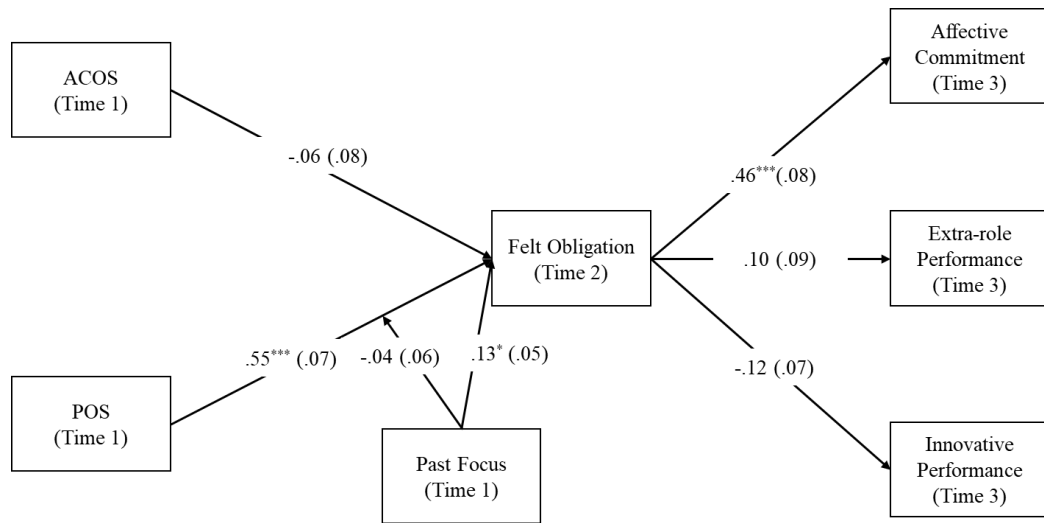 ACOS
(Time 1)
Affective
Commitment
(Time 3)
-.06 (.08)
.46***(.08)
Felt Obligation
(Time 2)
.10 (.09)
Extra-role
Performance
(Time 3)
.55*** (.07)
-.04 (.06)
.13* (.05)
-.12 (.07)
POS
(Time 1)
Past Focus
(Time 1)
Innovative
Performance
(Time 3)